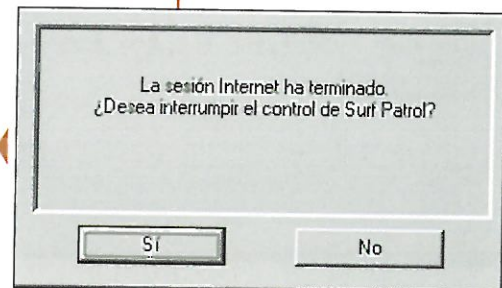 La sesión Internet ha terminado.
¿Desea interrumpir el control de Surf Patrol?
Sí
No